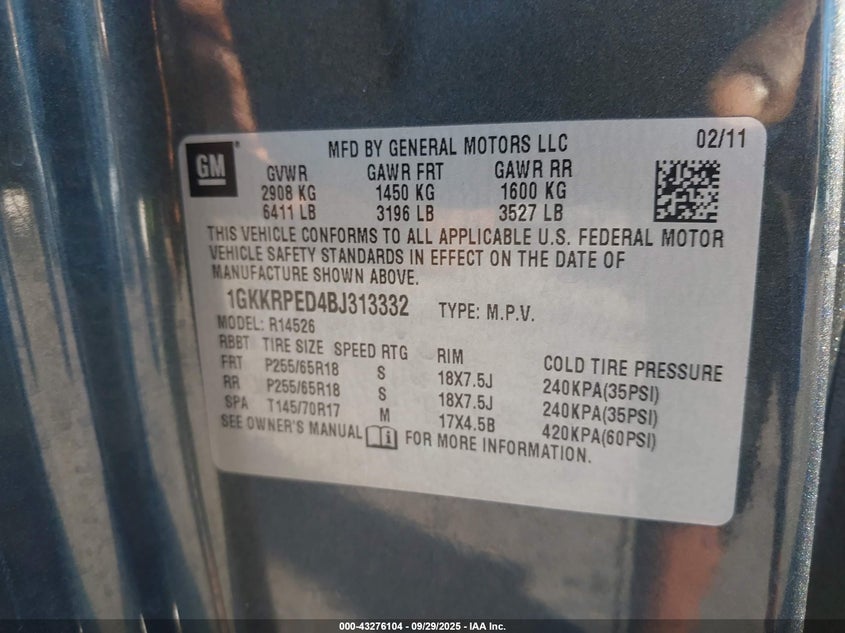 GM
MFD BY GENERAL MOTORS LLC 02/11
GVWR GAWR FRT GAWR RR
2908 KG 1450 KG 1600 KG
6411 LB 3196 LB 3527 LB
THIS VEHICLE CONFORMS TO ALL APPLICABLE U.S. FEDERAL MOTOR
VEHICLE SAFETY STANDARDS IN EFFECT ON THE DATE OF
MANUFACTURE SHOWN ABOVE.
1GKKRPED4BJ313332 TYPE: M.P.V.
MODEL: R14526
RBBT TIRE SIZE SPEED RTG RIM COLD TIRE PRESSURE
FRT P255/65R18 S 18X7.5J 240KPA(35PSI)
RR P255/65R18 S 18X7.5J 240KPA(35PSI)
SPA T145/70R17 M 17X4.5B 420KPA(60PSI)
SEE OWNER'S MANUAL FOR MORE INFORMATION.
000-43276104 - 09/29/2025 - IAA Inc.